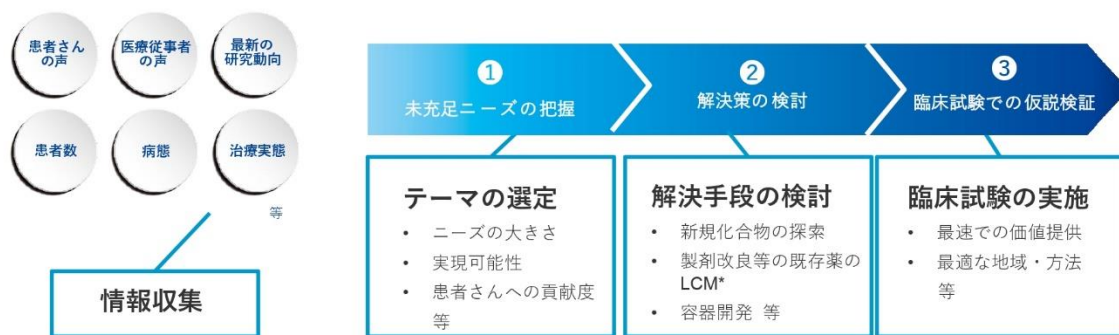 患者さん
の声
医療従事者
の声
最新の
研究動向
患者数
病態
治療実態
等
情報収集
❶
未充足ニーズの把握
❷
解決策の検討
❸
臨床試験での仮説検証
テーマの選定
• ニーズの大きさ
• 実現可能性
• 患者さんへの貢献度
等
解決手段の検討
• 新規化合物の探索
• 製剤改良等の既存薬の
LCM*
• 容器開発 等
臨床試験の実施
• 最速での価値提供
• 最適な地域・方法
等